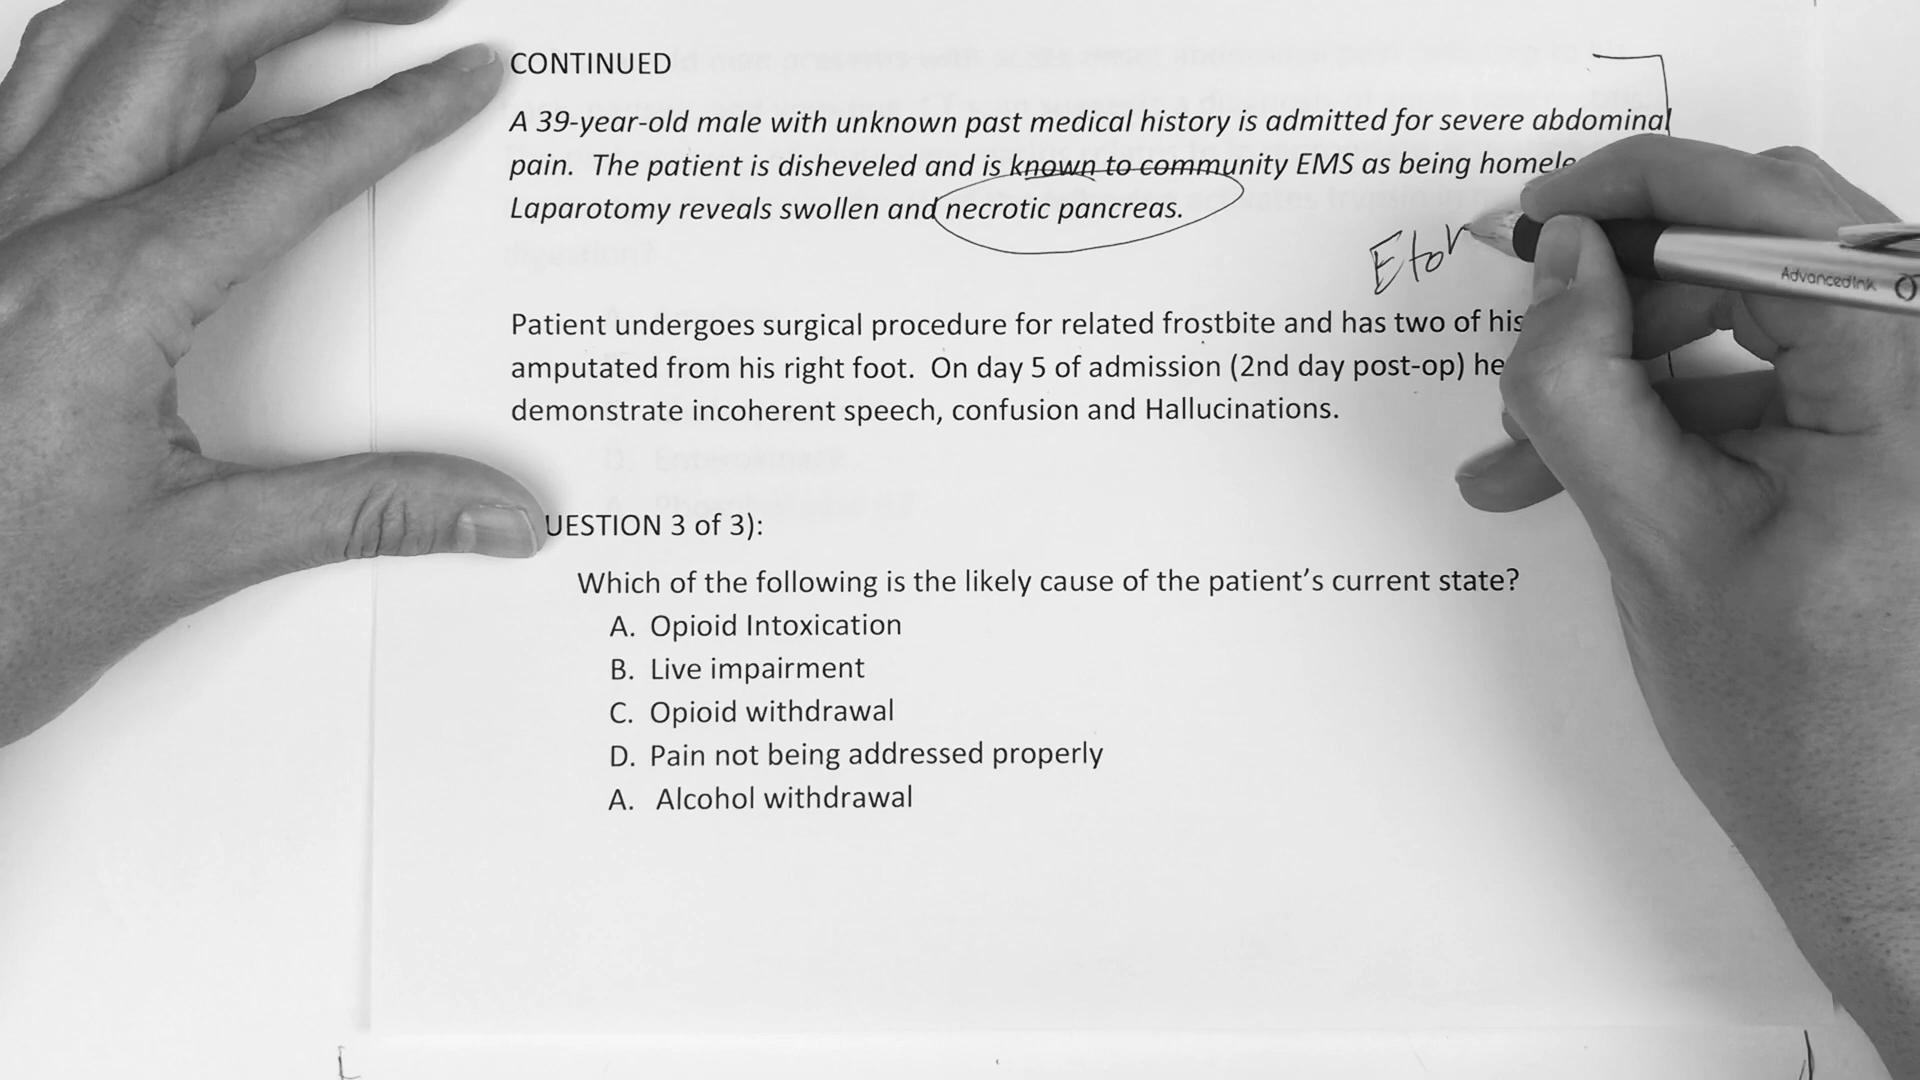 CONTINUED
A 39-year-old male with unknown past medical history is admitted for severe abdominal
pain. The patient is disheveled and is known to community EMS as being
Laparotomy reveals swollen and necrotic pancreas.
Etor
AdvancedInk
Patient undergoes surgical procedure for related frostbite and has two of his
amputated from his right foot. On day 5 of admission (2nd day post-op) he
demonstrate incoherent speech, confusion and Hallucinations.
UESTION 3 of 3):
Which of the following is the likely cause of the patient's current state?
A. Opioid Intoxication
B. Live impairment
C. Opioid withdrawal
D. Pain not being addressed properly
A. Alcohol withdrawal